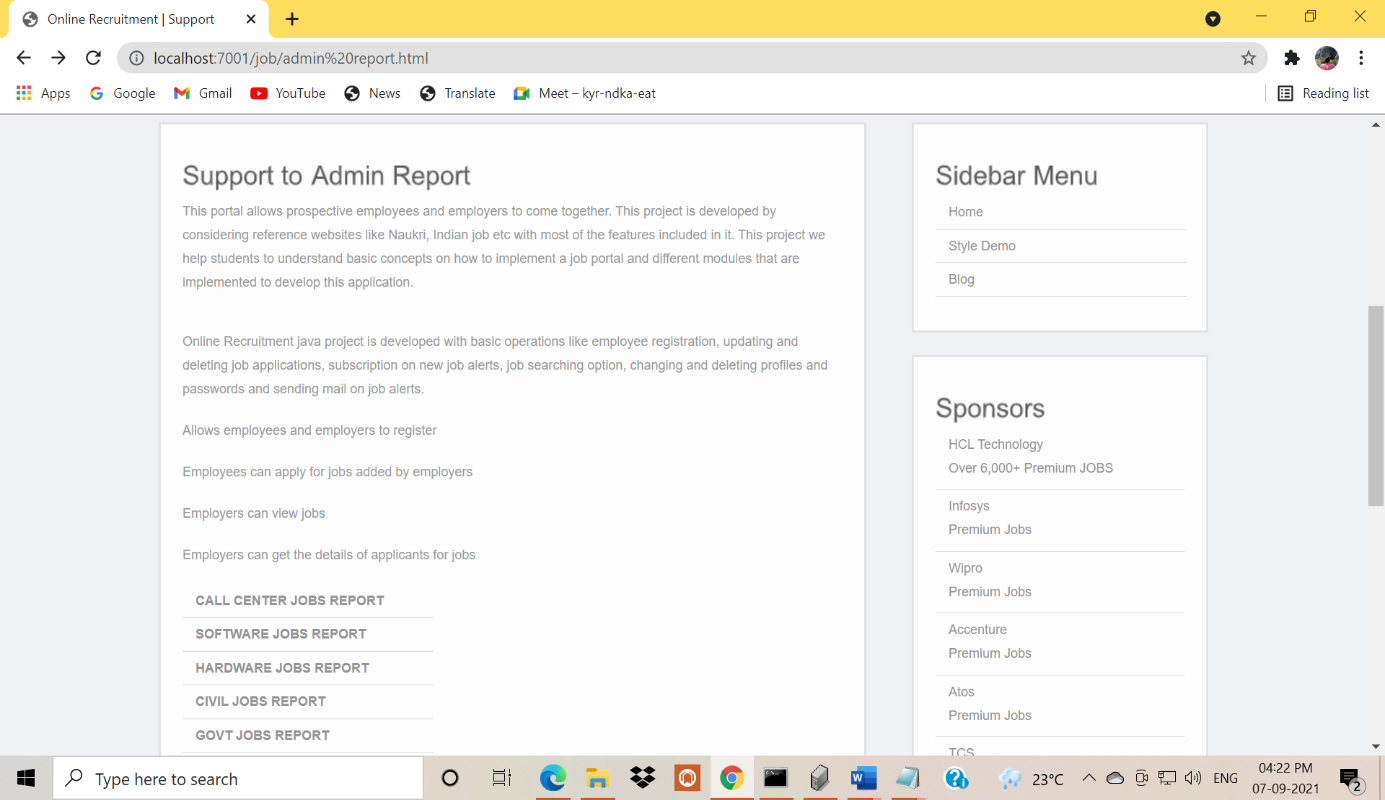 Online Recruitment | Support
localhost:7001/job/admin%20report.html
Apps Google Gmail YouTube News Translate Meet – kyr-ndka-eat Reading list
Support to Admin Report
This portal allows prospective employees and employers to come together. This project is developed by
considering reference websites like Naukri, Indian job etc with most of the features included in it. This project we
help students to understand basic concepts on how to implement a job portal and different modules that are
implemented to develop this application.
Online Recruitment java project is developed with basic operations like employee registration, updating and
deleting job applications, subscription on new job alerts, job searching option, changing and deleting profiles and
passwords and sending mail on job alerts.
Allows employees and employers to register
Employees can apply for jobs added by employers
Employers can view jobs
Employers can get the details of applicants for jobs
CALL CENTER JOBS REPORT
SOFTWARE JOBS REPORT
HARDWARE JOBS REPORT
CIVIL JOBS REPORT
GOVT JOBS REPORT
Sidebar Menu
Home
Style Demo
Blog
Sponsors
HCL Technology
Over 6,000+ Premium JOBS
Infosys
Premium Jobs
Wipro
Premium Jobs
Accenture
Premium Jobs
Atos
Premium Jobs
TCS
Type here to search
23°C
ENG
04:22 PM
07-09-2021
2